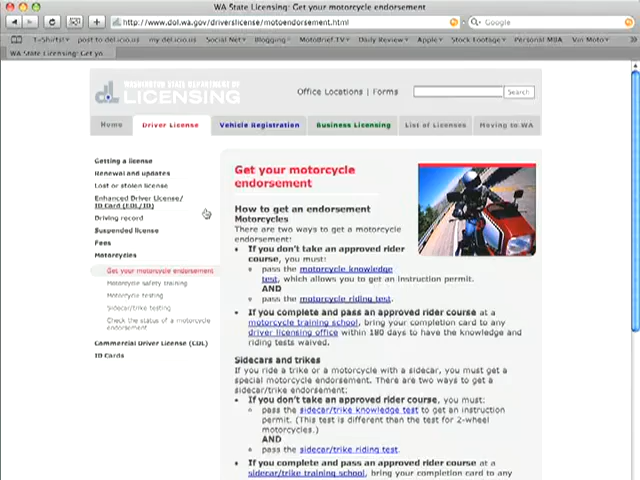 WA State Licensing: Get your motorcycle endorsement
http://www.dol.wa.gov/driverslicense/motoendorsement.html
Google
T-Shirts! post to del.icio.us my del.icio.us Social Net Blogging MotoBrief TV Daily Review Apple Stock Footage Personal MBA Vin Moto
WA State Licensing: Get yo
WASHINGTON STATE DEPARTMENT OF
LICENSING
Office Locations | Forms
Search
Home Driver License Vehicle Registration Business Licensing List of Licenses Moving to WA
Getting a license
Renewal and updates
Lost or stolen license
Enhanced Driver License/
ID Card (EDL/ID)
Driving record
Suspended license
Fees
Motorcycles
Get your motorcycle endorsement
Motorcycle safety training
Motorcycle testing
Sidecar/trike testing
Check the status of a motorcycle
endorsement
Commercial Driver License (CDL)
ID Cards
Get your motorcycle
endorsement
How to get an endorsement
Motorcycles
There are two ways to get a motorcycle
endorsement:
• If you don't take an approved rider
course, you must:
pass the motorcycle knowledge
test, which allows you to get an instruction permit.
AND
pass the motorcycle riding test.
• If you complete and pass an approved rider course at a
motorcycle training school, bring your completion card to any
driver licensing office within 180 days to have the knowledge and
riding tests waived.
Sidecars and trikes
If you ride a trike or a motorcycle with a sidecar, you must get a
special motorcycle endorsement. There are two ways to get a
sidecar/trike endorsement:
• If you don't take an approved rider course, you must:
pass the sidecar/trike knowledge test to get an instruction
permit. (This test is different than the test for 2-wheel
motorcycles.)
AND
pass the sidecar/trike riding test.
• If you complete and pass an approved rider course at a
sidecar/trike training school, bring your completion card to any